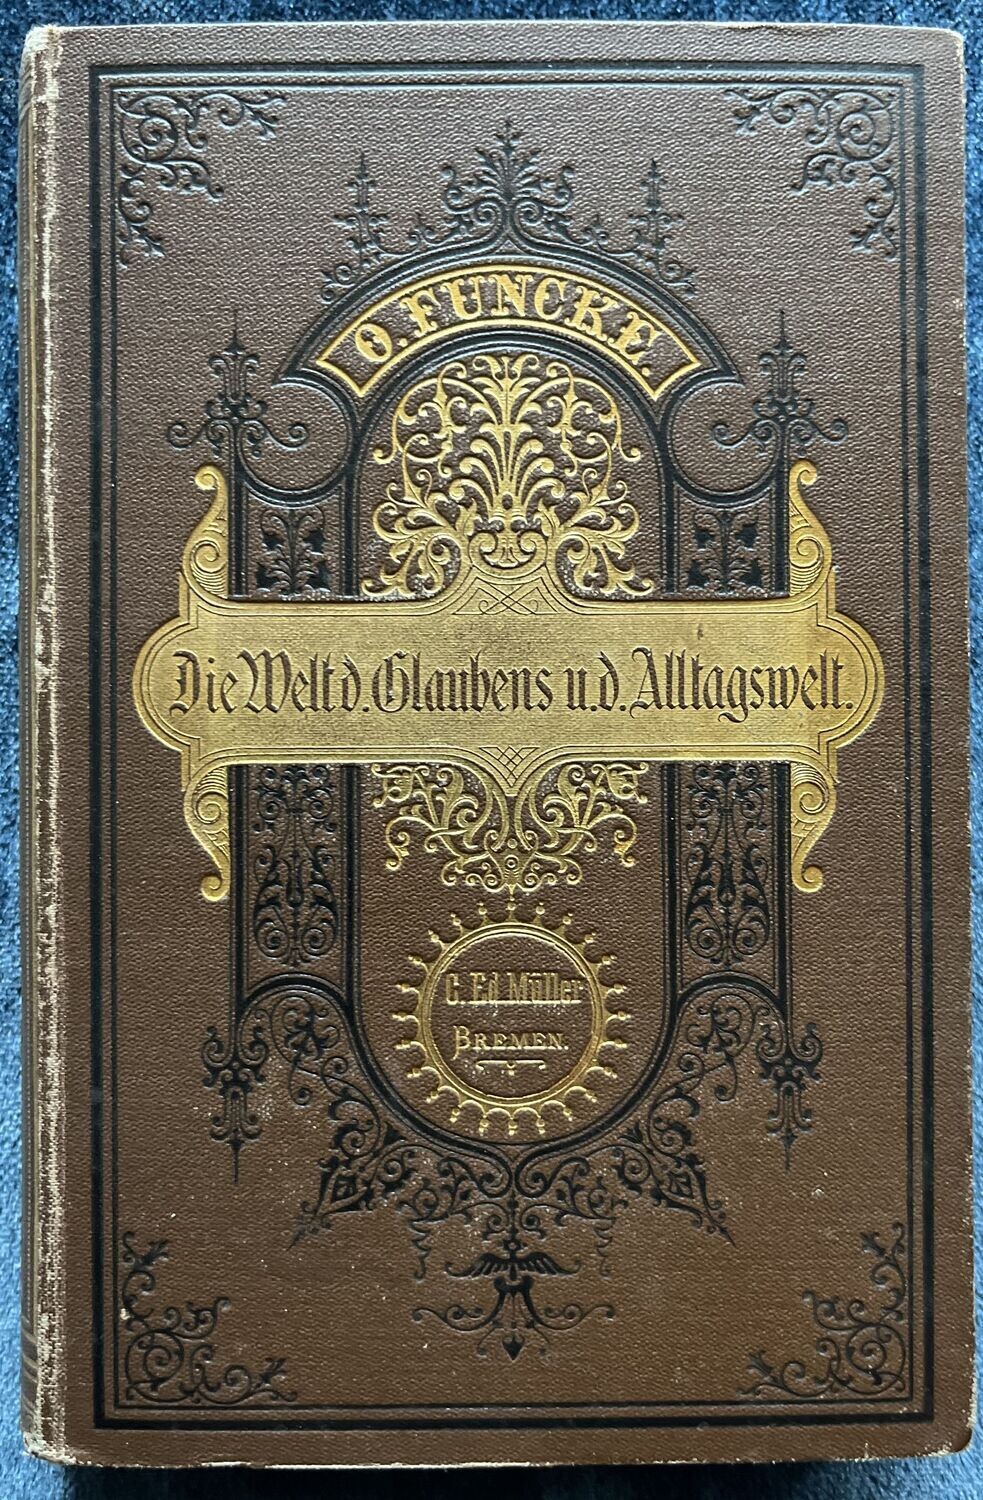 O. FUNCKE.
Die Welt d. Glaubens u. d. Alltagswelt.
C. Ed Müller
BREMEN.